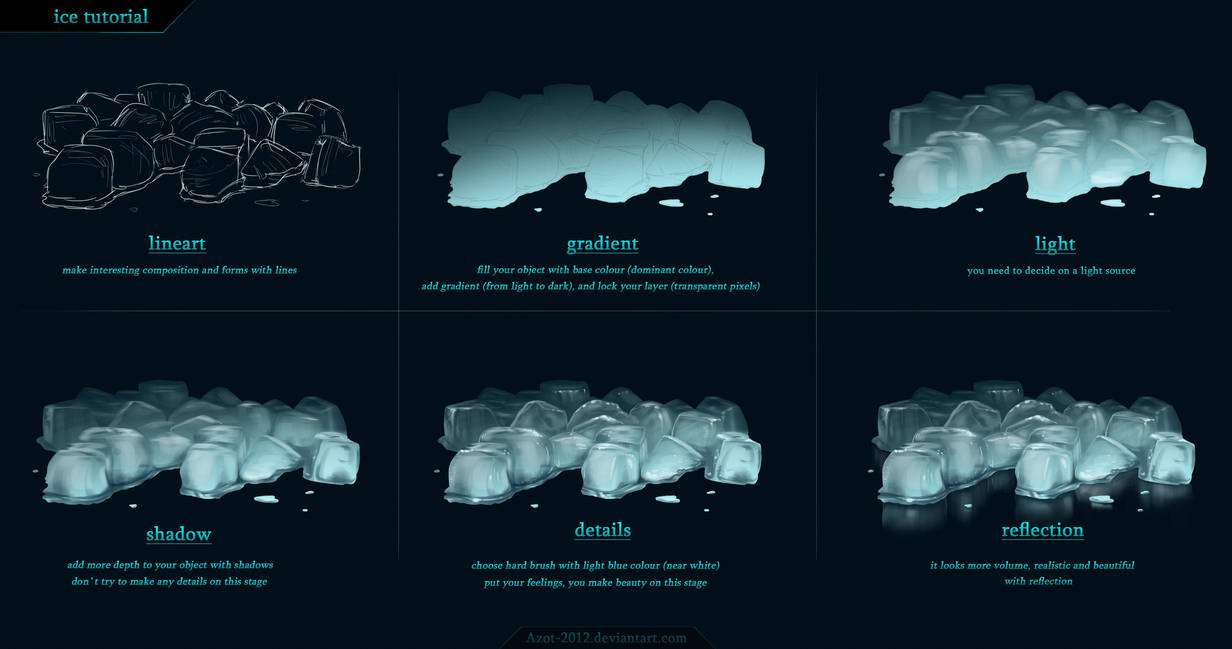 ice tutorial
lineart
make interesting composition and forms with lines
gradient
fill your object with base colour (dominant colour),
add gradient (from light to dark), and lock your layer (transparent pixels)
light
you need to decide on a light source
shadow
add more depth to your object with shadows
don`t try to make any details on this stage
details
choose hard brush with light blue colour (near white)
put your feelings, you make beauty on this stage
reflection
it looks more volume, realistic and beautiful
with reflection
Azot-2012.deviantart.com